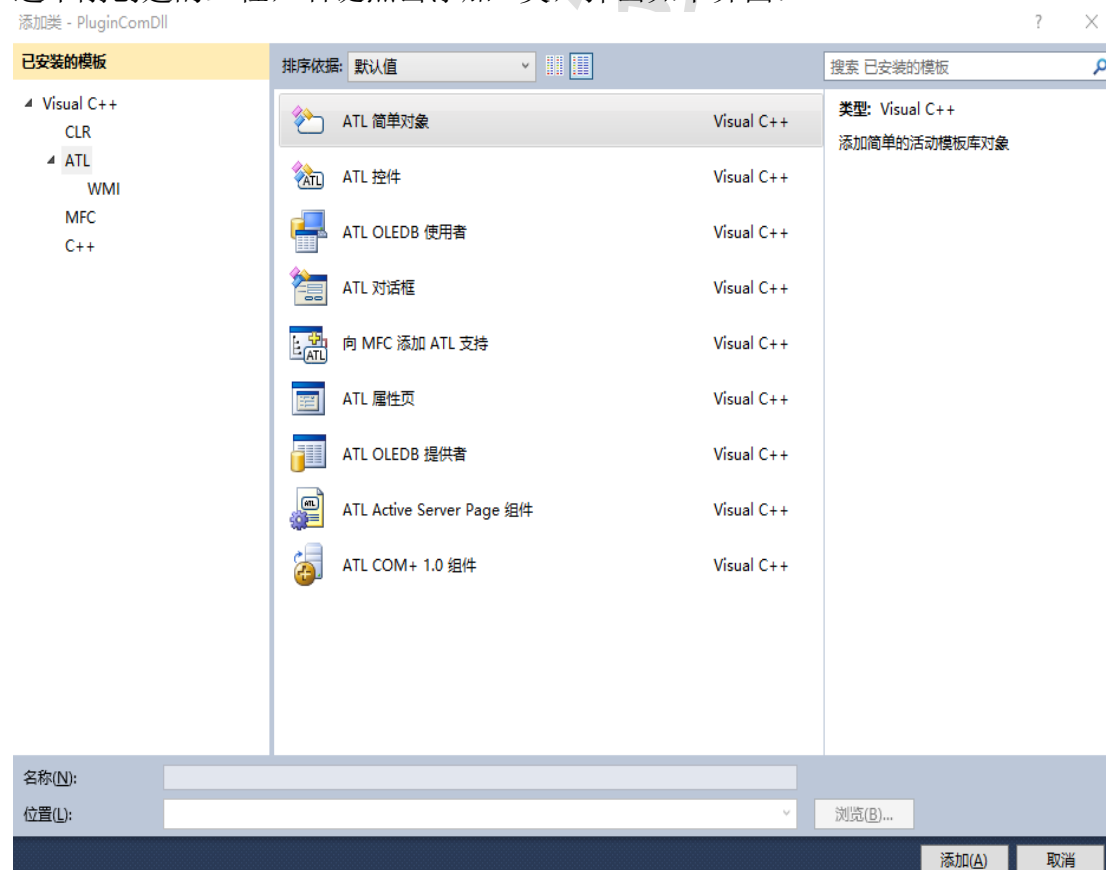 添加类 - PluginComDll
?
已安装的模板
排序依据: 默认值
搜索 已安装的模板
Visual C++
CLR
ATL
WMI
MFC
C++
ATL 简单对象 Visual C++
ATL 控件 Visual C++
ATL OLEDB 使用者 Visual C++
ATL 对话框 Visual C++
向 MFC 添加 ATL 支持 Visual C++
ATL 属性页 Visual C++
ATL OLEDB 提供者 Visual C++
ATL Active Server Page 组件 Visual C++
ATL COM+ 1.0 组件 Visual C++
类型: Visual C++
添加简单的活动模板库对象
名称(N):
位置(L):
浏览(B)...
添加(A) 取消